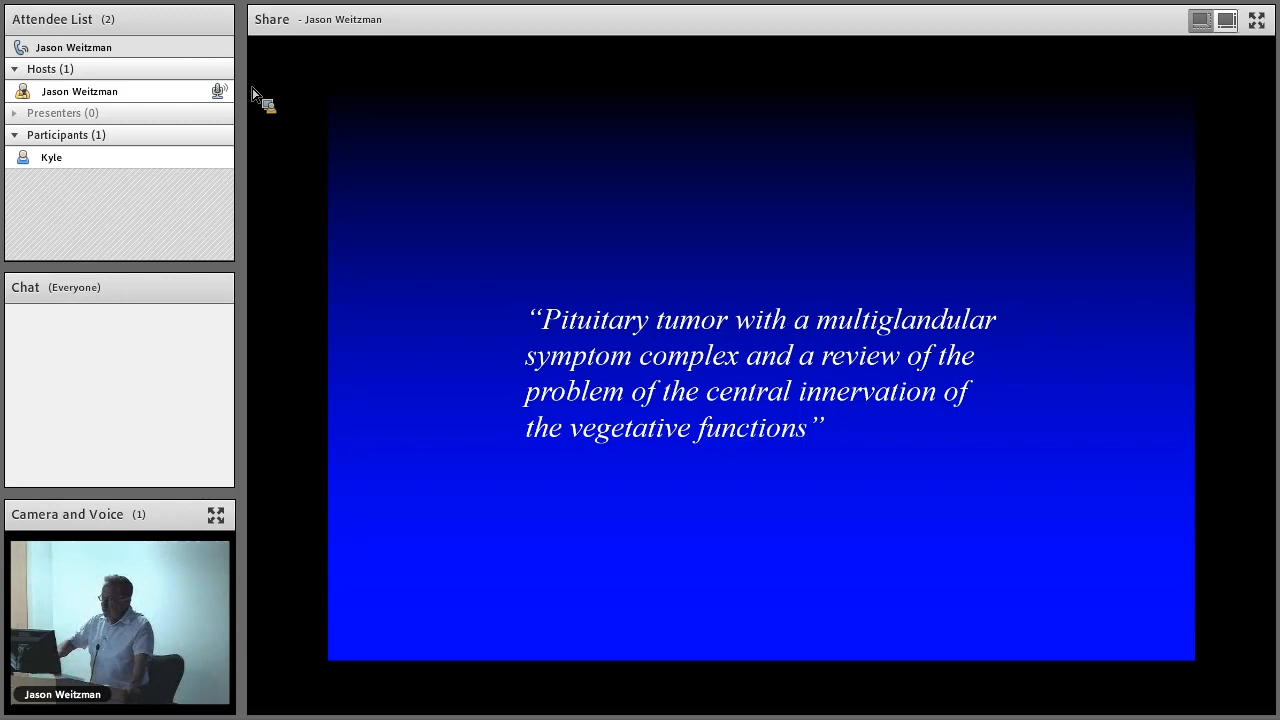 Attendee List (2)
Jason Weitzman
Hosts (1)
Jason Weitzman
Presenters (0)
Participants (1)
Kyle
Chat (Everyone)
Camera and Voice (1)
Jason Weitzman
Share - Jason Weitzman
“Pituitary tumor with a multiglandular
symptom complex and a review of the
problem of the central innervation of
the vegetative functions”